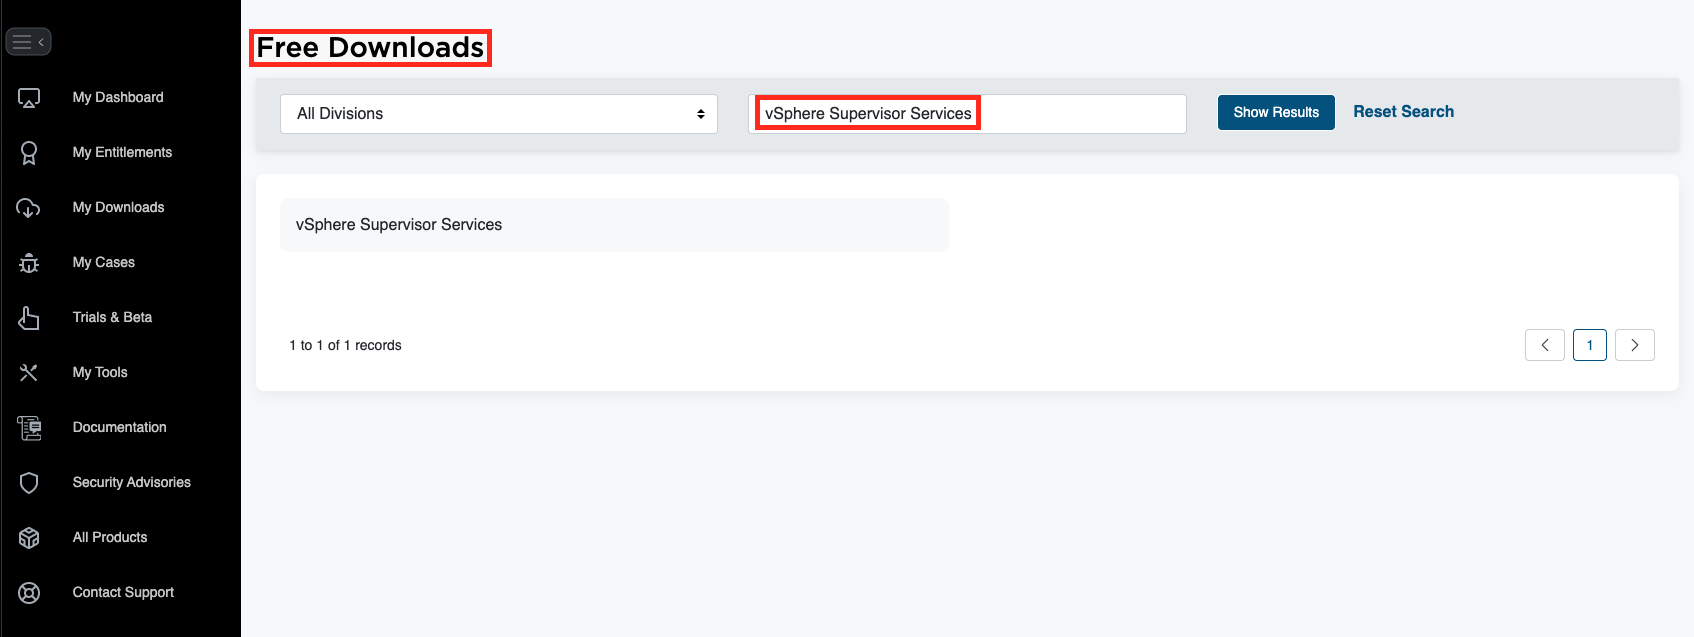 Free Downloads
All Divisions
vSphere Supervisor Services
Show Results
Reset Search
My Dashboard
My Entitlements
My Downloads
My Cases
Trials & Beta
My Tools
Documentation
Security Advisories
All Products
Contact Support
vSphere Supervisor Services
1 to 1 of 1 records
1